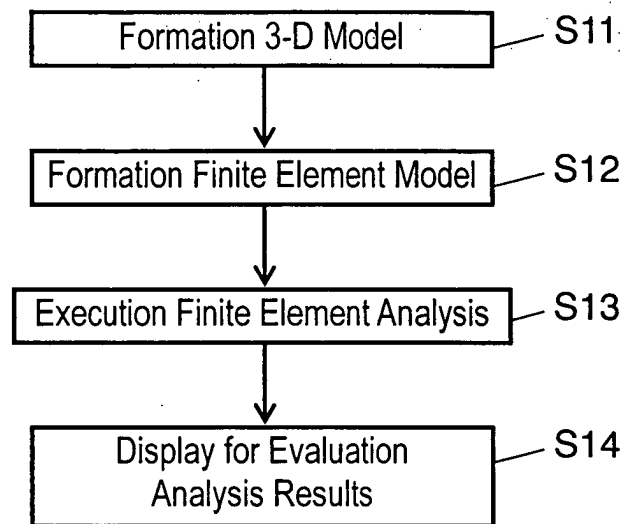 Formation 3-D Model
S11
Formation Finite Element Model
S12
Execution Finite Element Analysis
S13
Display for Evaluation
Analysis Results
S14